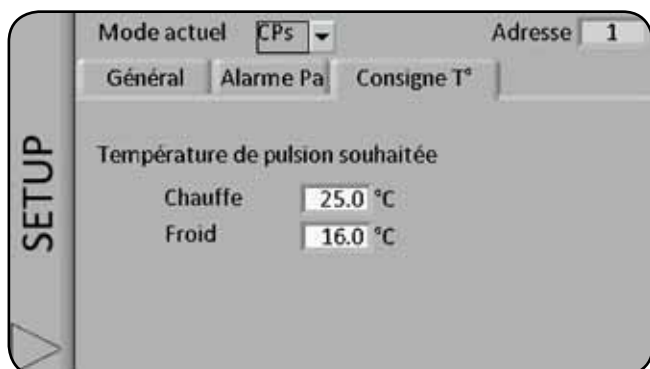 Mode actuel CPs Adresse 1
Général Alarme Pa Consigne T°
SETUP
Température de pulsion souhaitée
Chauffe 25.0 °C
Froid 16.0 °C